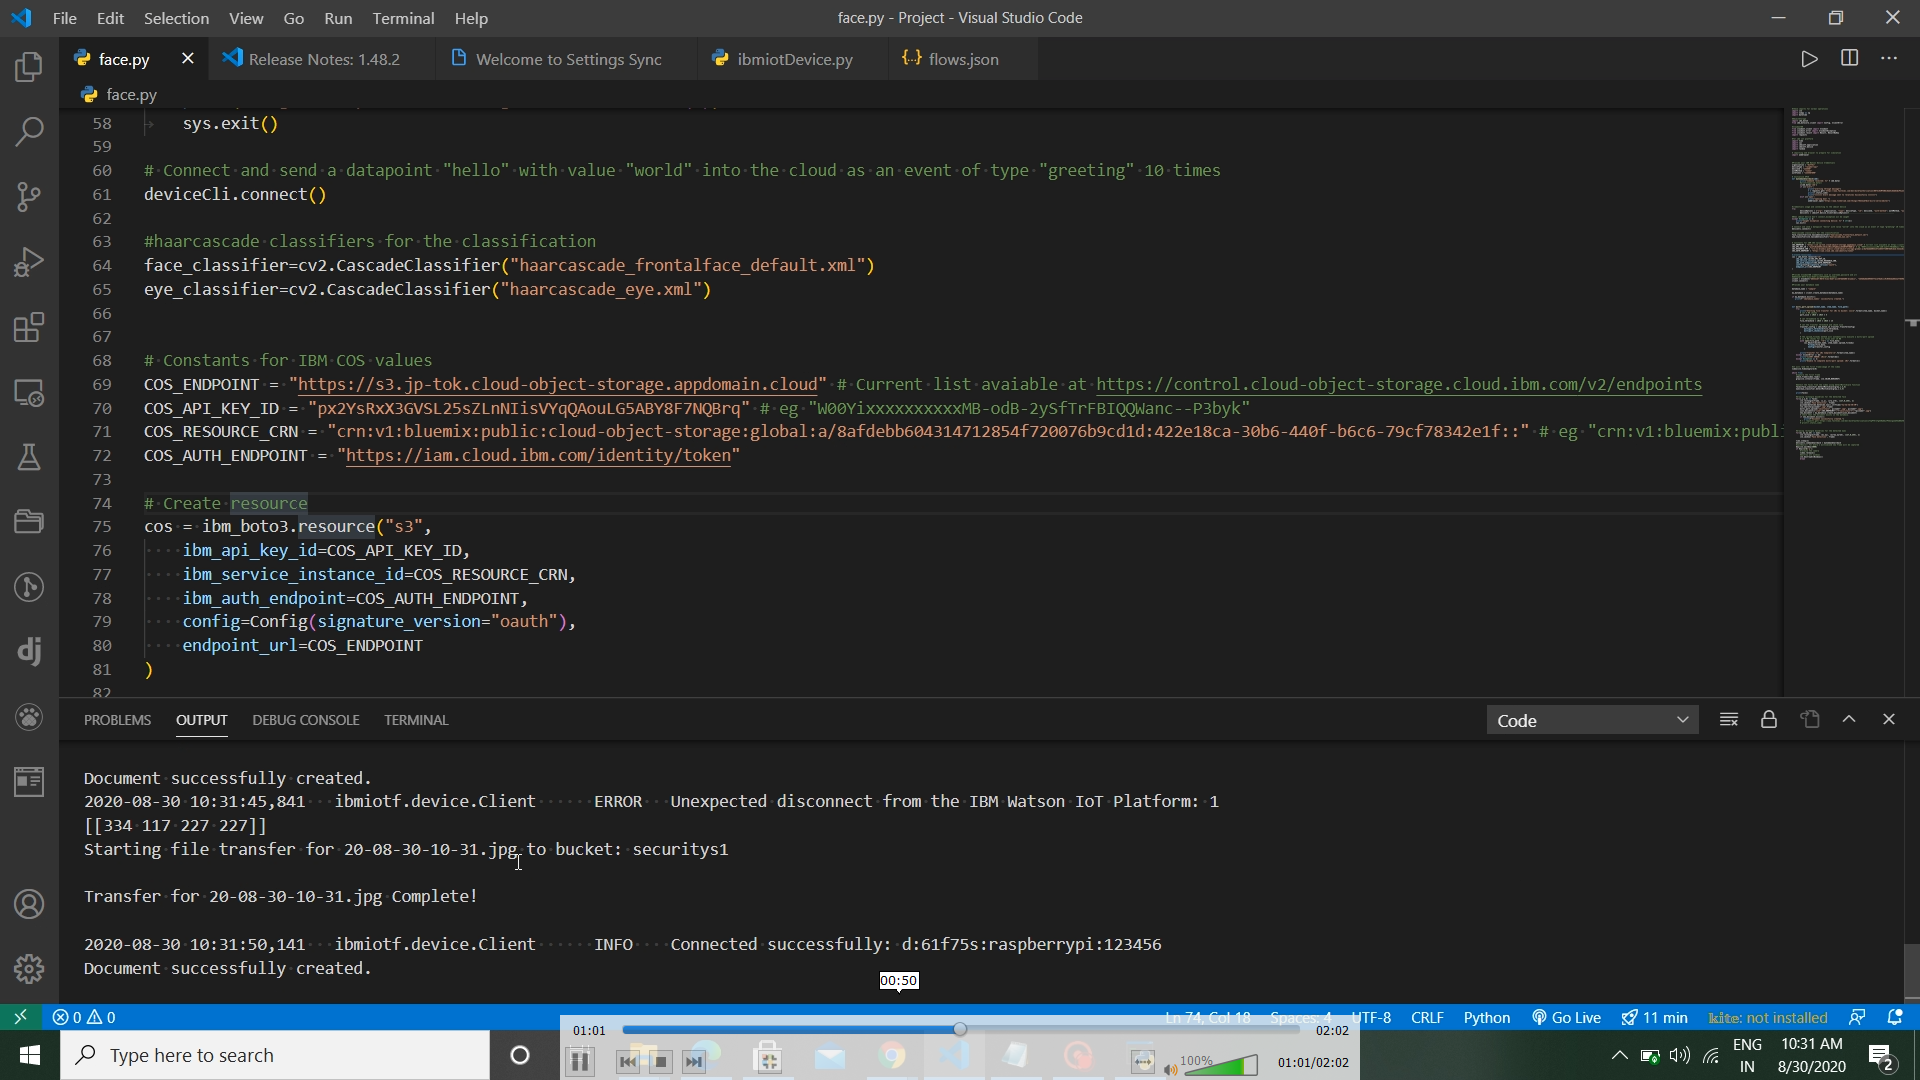 File Edit Selection View Go Run Terminal Help
face.py - Project - Visual Studio Code
face.py
Release Notes: 1.48.2
Welcome to Settings Sync
ibmiotDevice.py
flows.json
face.py
58 sys.exit()
59
60 # Connect and send a datapoint "hello" with value "world" into the cloud as an event of type "greeting" 10 times
61 deviceCli.connect()
62
63 #haarcascade classifiers for the classification
64 face_classifier=cv2.CascadeClassifier("haarcascade_frontalface_default.xml")
65 eye_classifier=cv2.CascadeClassifier("haarcascade_eye.xml")
66
67
68 # Constants for IBM COS values
69 COS_ENDPOINT = "https://s3.jp-tok.cloud-object-storage.appdomain.cloud" # Current list avaiable at https://control.cloud-object-storage.cloud.ibm.com/v2/endpoints
70 COS_API_KEY_ID = "px2YsRxX3GVSL25sZLnNIisVYqQAouLG5ABY8F7NQBrq" # eg "W00YixxxxxxxxxxMB-odB-2ySfTrFBIQQWanc--P3byk"
71 COS_RESOURCE_CRN = "crn:v1:bluemix:public:cloud-object-storage:global:a/8afdebb604314712854f720076b9cd1d:422e18ca-30b6-440f-b6c6-79cf78342e1f::" # eg "crn:v1:bluemix:publi
72 COS_AUTH_ENDPOINT = "https://iam.cloud.ibm.com/identity/token"
73
74 # Create resource
75 cos = ibm_boto3.resource("s3",
76 ibm_api_key_id=COS_API_KEY_ID,
77 ibm_service_instance_id=COS_RESOURCE_CRN,
78 ibm_auth_endpoint=COS_AUTH_ENDPOINT,
79 config=Config(signature_version="oauth"),
80 endpoint_url=COS_ENDPOINT
81 )
82
PROBLEMS OUTPUT DEBUG CONSOLE TERMINAL
Code
Document successfully created.
2020-08-30 10:31:45,841 ibmiotf.device.Client ERROR Unexpected disconnect from the IBM Watson IoT Platform: 1
[[334 117 227 227]]
Starting file transfer for 20-08-30-10-31.jpg to bucket: securitys1
Transfer for 20-08-30-10-31.jpg Complete!
2020-08-30 10:31:50,141 ibmiotf.device.Client INFO Connected successfully: d:61f75s:raspberrypi:123456
Document successfully created.
00:50
0 0
Ln 74, Col 18 Spaces: 4 UTF-8 CRLF Python Go Live 11 min kite: not installed
01:01 02:02
Type here to search
100%
01:01/02:02
ENG
IN
10:31 AM
8/30/2020
2